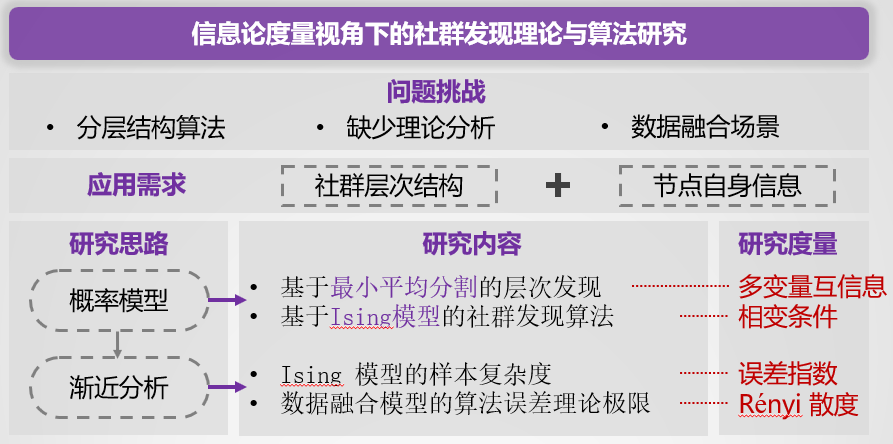 信息论度量视角下的社群发现理论与算法研究
问题挑战
• 分层结构算法 • 缺少理论分析 • 数据融合场景
应用需求 社群层次结构 + 节点自身信息
研究思路 研究内容 研究度量
概率模型
• 基于最小平均分割的层次发现 多变量互信息
• 基于Ising模型的社群发现算法 相变条件
渐近分析
• Ising 模型的样本复杂度 误差指数
• 数据融合模型的算法误差理论极限 Rényi 散度